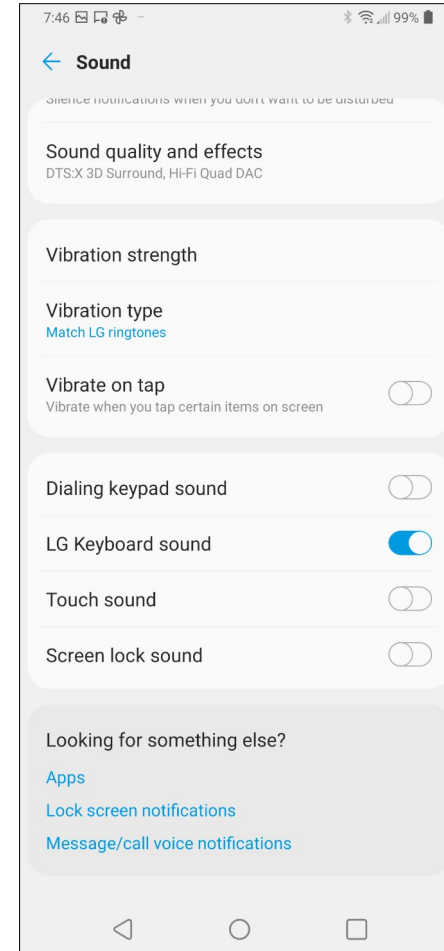 7:46
99%
Sound
Silence notifications when you don't want to be disturbed
Sound quality and effects
DTS:X 3D Surround, Hi-Fi Quad DAC
Vibration strength
Vibration type
Match LG ringtones
Vibrate on tap
Vibrate when you tap certain items on screen
Dialing keypad sound
LG Keyboard sound
Touch sound
Screen lock sound
Looking for something else?
Apps
Lock screen notifications
Message/call voice notifications